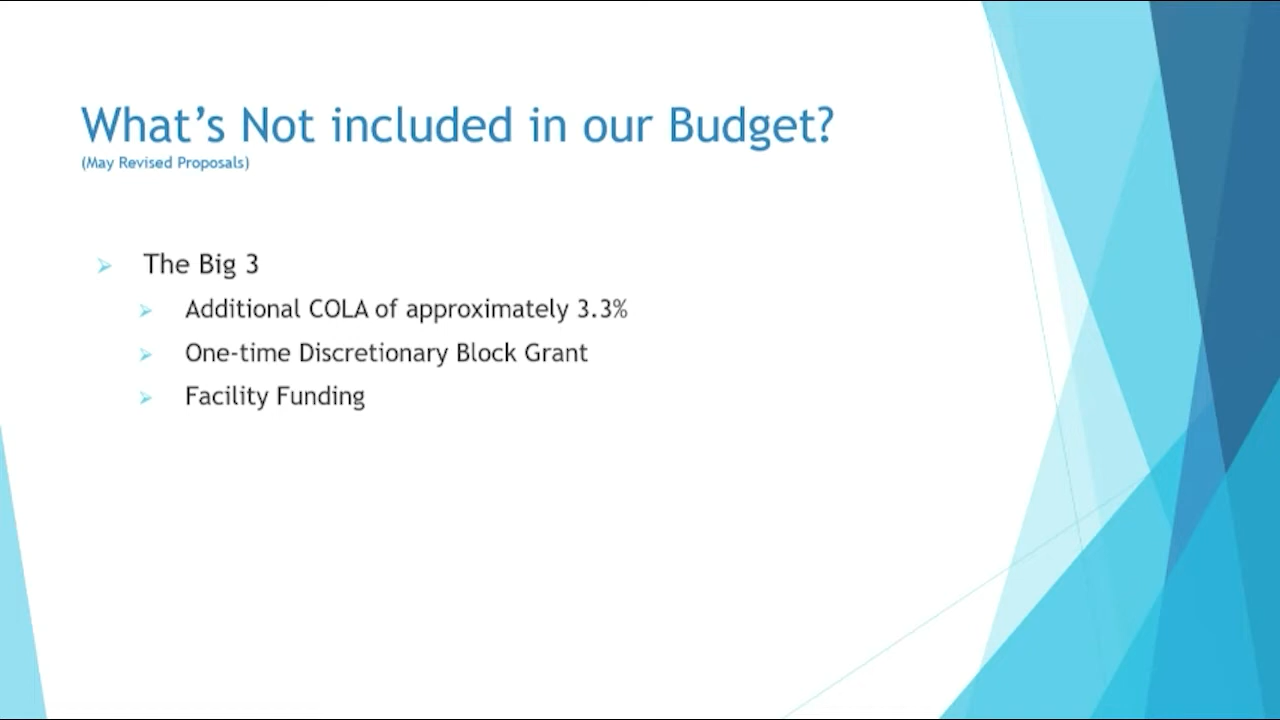 What's Not included in our Budget?
(May Revised Proposals)
The Big 3
Additional COLA of approximately 3.3%
One-time Discretionary Block Grant
Facility Funding